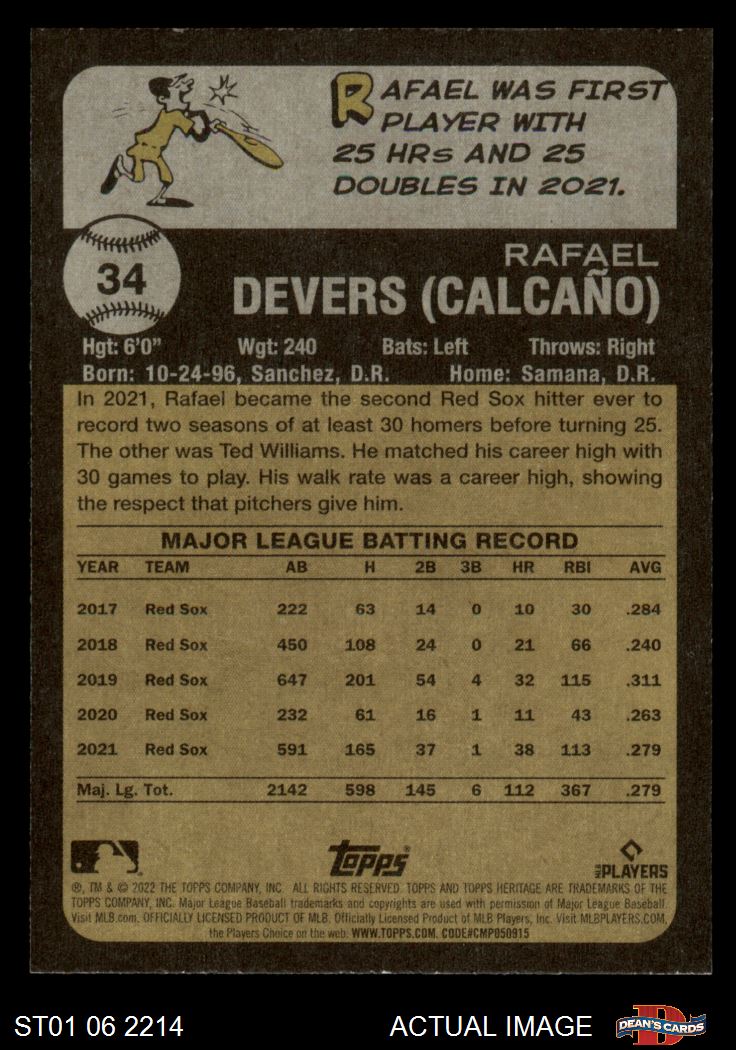 RAFAEL WAS FIRST
PLAYER WITH
25 HRs AND 25
DOUBLES IN 2021.
34
RAFAEL
DEVERS (CALCAÑO)
Hgt: 6'0" Wgt: 240 Bats: Left Throws: Right
Born: 10-24-96, Sanchez, D.R. Home: Samana, D.R.
In 2021, Rafael became the second Red Sox hitter ever to
record two seasons of at least 30 homers before turning 25.
The other was Ted Williams. He matched his career high with
30 games to play. His walk rate was a career high, showing
the respect that pitchers give him.
MAJOR LEAGUE BATTING RECORD
YEAR TEAM AB H 2B 3B HR RBI AVG
2017 Red Sox 222 63 14 0 10 30 .284
2018 Red Sox 450 108 24 0 21 66 .240
2019 Red Sox 647 201 54 4 32 115 .311
2020 Red Sox 232 61 16 1 11 43 .263
2021 Red Sox 591 165 37 1 38 113 .279
Maj. Lg. Tot. 2142 598 145 6 112 367 .279
Topps®
MLB PLAYERS
®, TM & © 2022 THE TOPPS COMPANY, INC. ALL RIGHTS RESERVED. TOPPS AND TOPPS HERITAGE ARE TRADEMARKS OF THE
TOPPS COMPANY, INC. Major League Baseball trademarks and copyrights are used with permission of Major League Baseball.
Visit MLB.com. OFFICIALLY LICENSED PRODUCT OF MLB. Officially Licensed Product of MLB Players, Inc. Visit MLBPLAYERS.COM,
the Players Choice on the web. WWW.TOPPS.COM. CODE#CMP050915
ST01 06 2214 ACTUAL IMAGE D DEAN'S CARDS